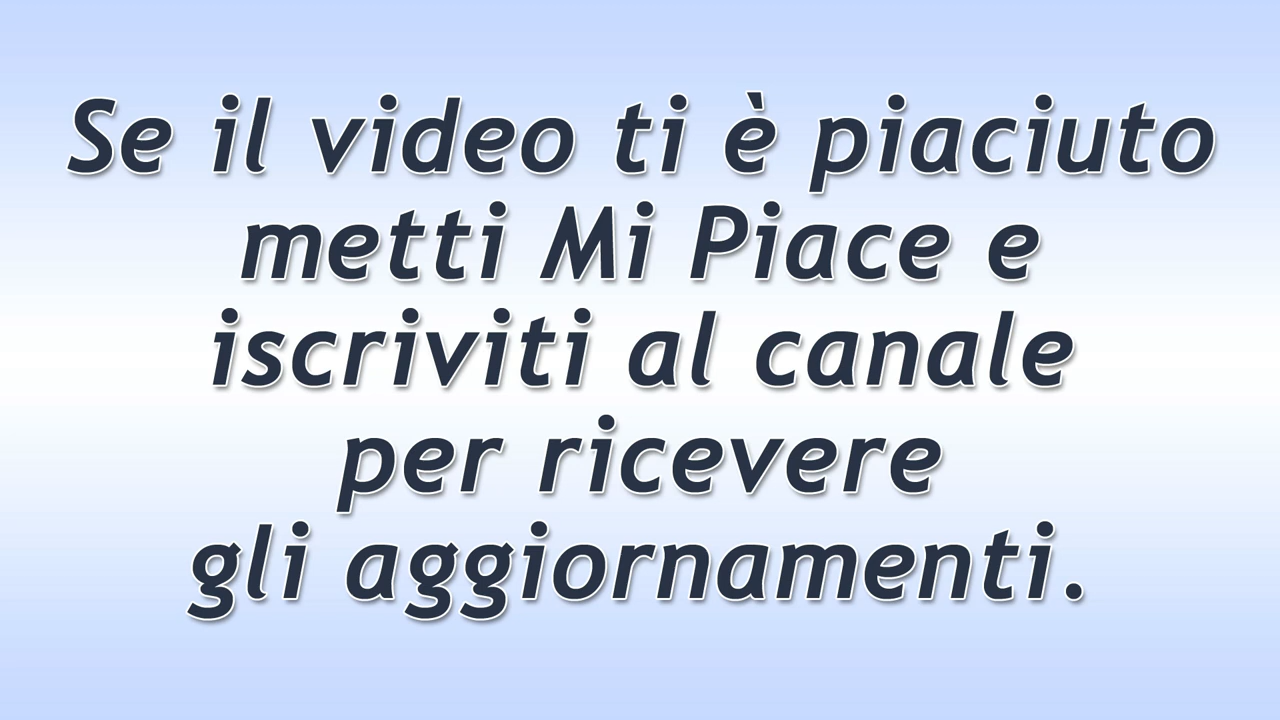 Se il video ti è piaciuto
metti Mi Piace e
iscriviti al canale
per ricevere
gli aggiornamenti.